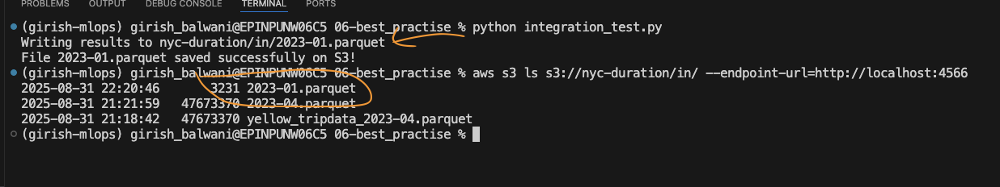 PROBLEMS OUTPUT DEBUG CONSOLE TERMINAL PORTS
(girish-mlops) girish_balwani@EPINPUNW06C5 06-best_practise % python integration_test.py
Writing results to nyc-duration/in/2023-01.parquet
File 2023-01.parquet saved successfully on S3!
(girish-mlops) girish_balwani@EPINPUNW06C5 06-best_practise % aws s3 ls s3://nyc-duration/in/ --endpoint-url=http://localhost:4566
2025-08-31 22:20:46 3231 2023-01.parquet
2025-08-31 21:21:59 47673370 2023-04.parquet
2025-08-31 21:18:42 47673370 yellow_tripdata_2023-04.parquet
(girish-mlops) girish_balwani@EPINPUNW06C5 06-best_practise %